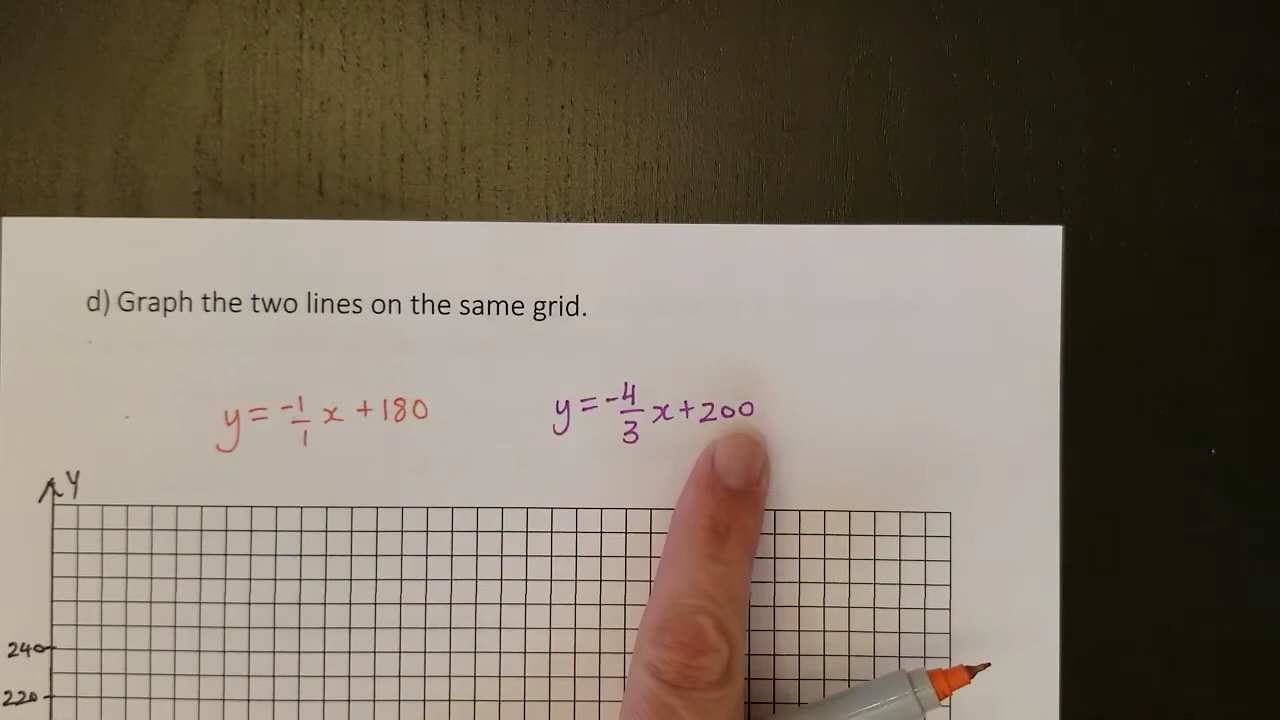 d) Graph the two lines on the same grid.
y = -1/1 x + 180
y = -4/3 x + 200
y
240
220